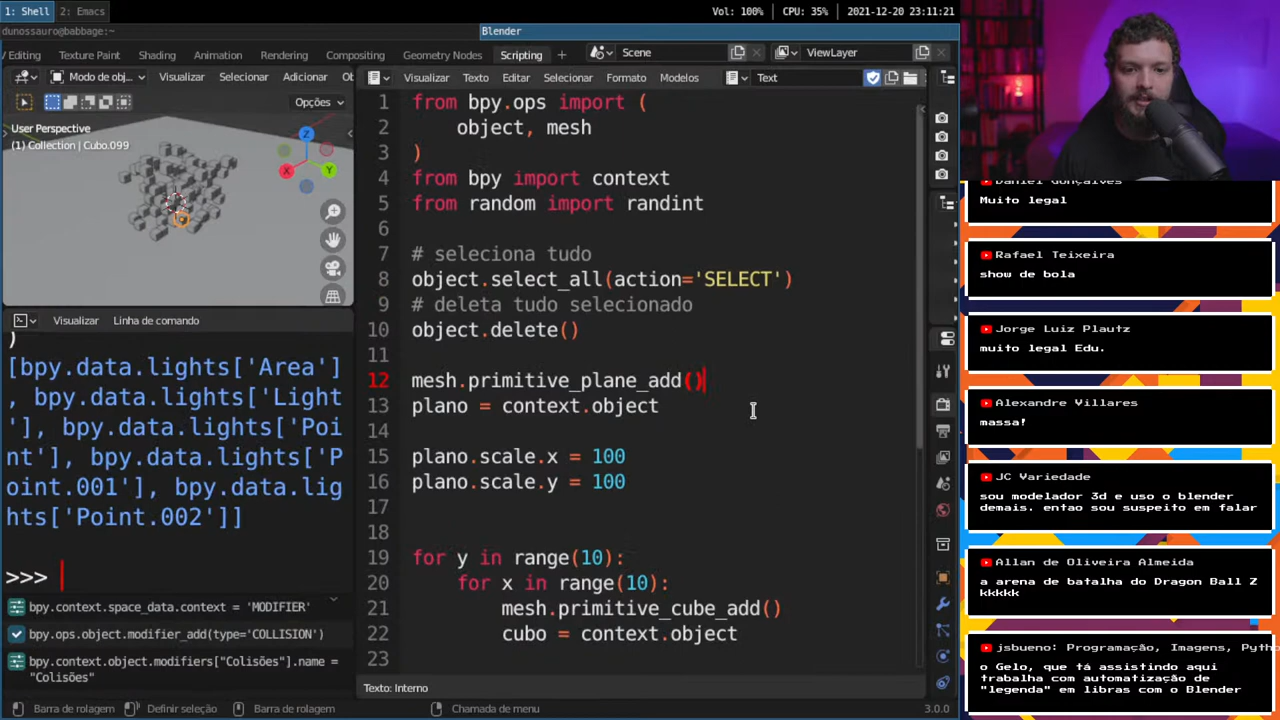 1: Shell
2: Emacs
Vol: 100%
CPU: 35%
2021-12-20 23:11:21
dunossauro@babbage:~
Blender
Editing
Texture Paint
Shading
Animation
Rendering
Compositing
Geometry Nodes
Scripting
+
Scene
ViewLayer
Modo de obj...
Visualizar
Selecionar
Adicionar
Visualizar
Texto
Editar
Selecionar
Formato
Modelos
Text
Opções
User Perspective
(1) Collection | Cubo.099
Z
X
Y
1 from bpy.ops import (
2 object, mesh
3 )
4 from bpy import context
5 from random import randint
6
7 # seleciona tudo
8 object.select_all(action='SELECT')
9 # deleta tudo selecionado
10 object.delete()
11
12 mesh.primitive_plane_add()
13 plano = context.object
14
15 plano.scale.x = 100
16 plano.scale.y = 100
17
18
19 for y in range(10):
20 for x in range(10):
21 mesh.primitive_cube_add()
22 cubo = context.object
23
Texto: Interno
Visualizar
Linha de comando
)
[bpy.data.lights['Area']
, bpy.data.lights['Light
'], bpy.data.lights['Poi
nt'], bpy.data.lights['P
oint.001'], bpy.data.lig
hts['Point.002']]
>>>
bpy.context.space_data.context = 'MODIFIER'
bpy.ops.object.modifier_add(type='COLLISION')
bpy.context.object.modifiers["Colisões"].name =
"Colisões"
Barra de rolagem
Definir seleção
Barra de rolagem
Chamada de menu
3.0.0
Daniel Gonçalves
Muito legal
Rafael Teixeira
show de bola
Jorge Luiz Plautz
muito legal Edu.
Alexandre Villares
massa!
JC Variedade
sou modelador 3d e uso o blender
demais. entao sou suspeito em falar
Allan de Oliveira Almeida
a arena de batalha do Dragon Ball Z
kkkkk
jsbueno: Programação, Imagens, Pytho
o Gelo, que tá assistindo aqui
trabalha com automatização de
"legenda" em libras com o Blender